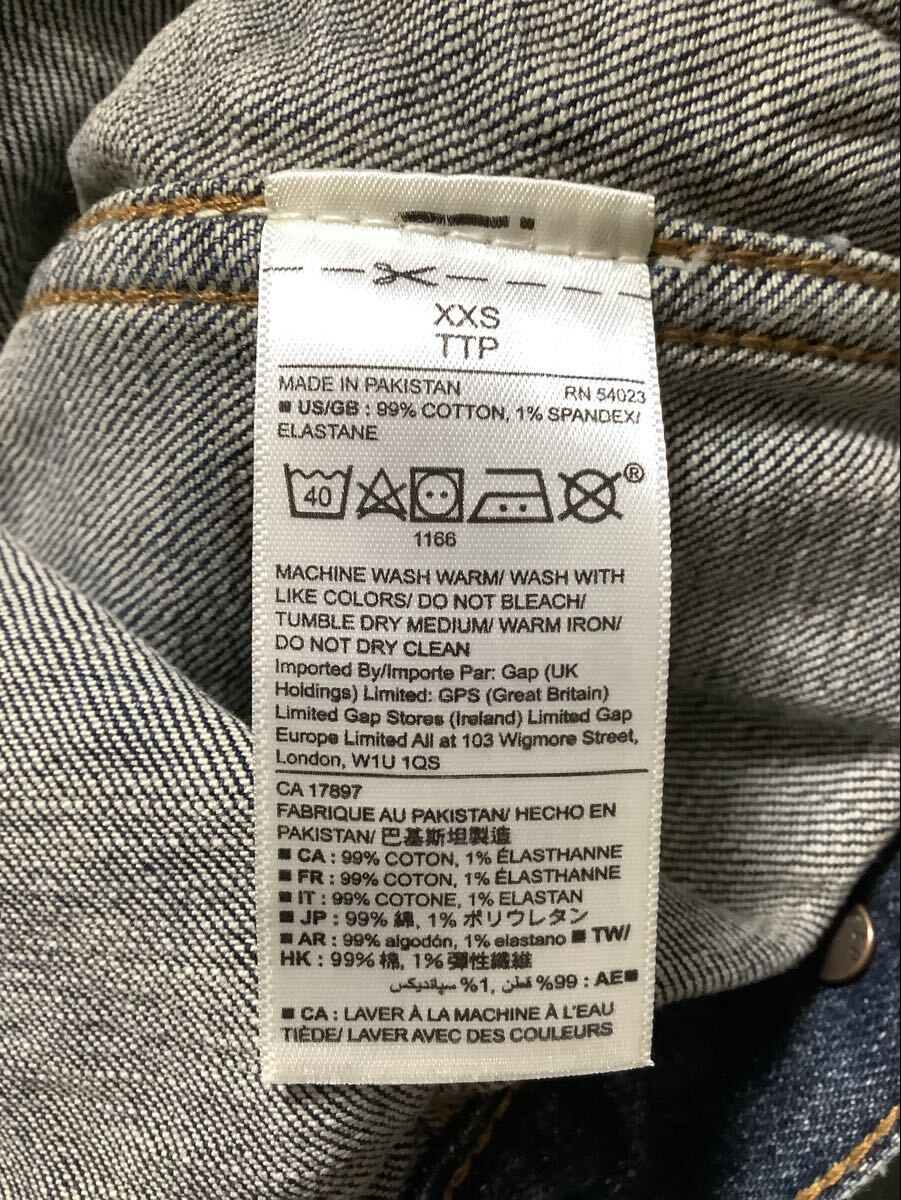 XXS
TTP
MADE IN PAKISTAN RN 54023
■ US/GB : 99% COTTON, 1% SPANDEX/
ELASTANE
40 ®
1166
MACHINE WASH WARM/ WASH WITH
LIKE COLORS/ DO NOT BLEACH/
TUMBLE DRY MEDIUM/ WARM IRON/
DO NOT DRY CLEAN
Imported By/Importe Par: Gap (UK
Holdings) Limited: GPS (Great Britain)
Limited Gap Stores (Ireland) Limited Gap
Europe Limited All at 103 Wigmore Street,
London, W1U 1QS
CA 17897
FABRIQUE AU PAKISTAN/ HECHO EN
PAKISTAN/ 巴基斯坦製造
■ CA : 99% COTON, 1% ÉLASTHANNE
■ FR : 99% COTON, 1% ÉLASTHANNE
■ IT : 99% COTONE, 1% ELASTAN
■ JP : 99% 綿, 1% ポリウレタン
■ AR : 99% algodón, 1% elastano ■ TW/
HK : 99% 棉, 1% 彈性纖維
■AE : 99% قطن, 1% سپانديكس
■ CA : LAVER À LA MACHINE À L'EAU
TIÈDE/ LAVER AVEC DES COULEURS